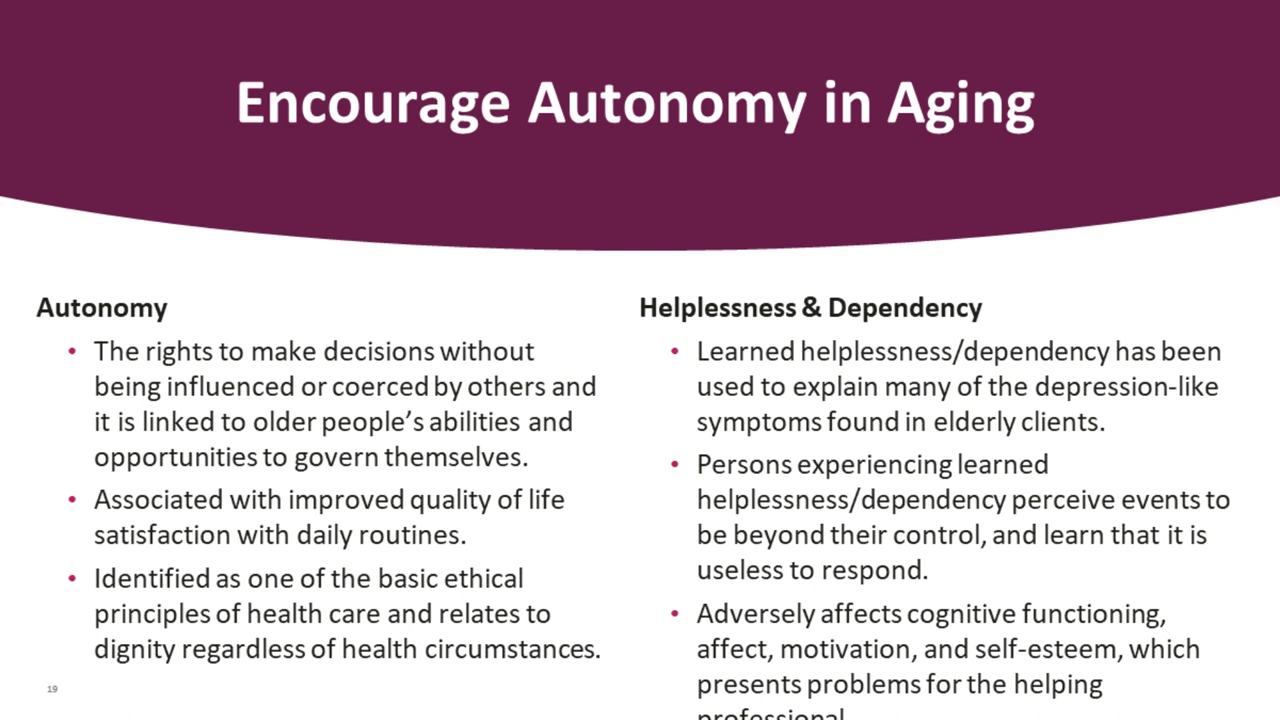 Encourage Autonomy in Aging
Autonomy
• The rights to make decisions without
being influenced or coerced by others and
it is linked to older people’s abilities and
opportunities to govern themselves.
• Associated with improved quality of life
satisfaction with daily routines.
• Identified as one of the basic ethical
principles of health care and relates to
dignity regardless of health circumstances.
Helplessness & Dependency
• Learned helplessness/dependency has been
used to explain many of the depression-like
symptoms found in elderly clients.
• Persons experiencing learned
helplessness/dependency perceive events to
be beyond their control, and learn that it is
useless to respond.
• Adversely affects cognitive functioning,
affect, motivation, and self-esteem, which
presents problems for the helping
professional.
19